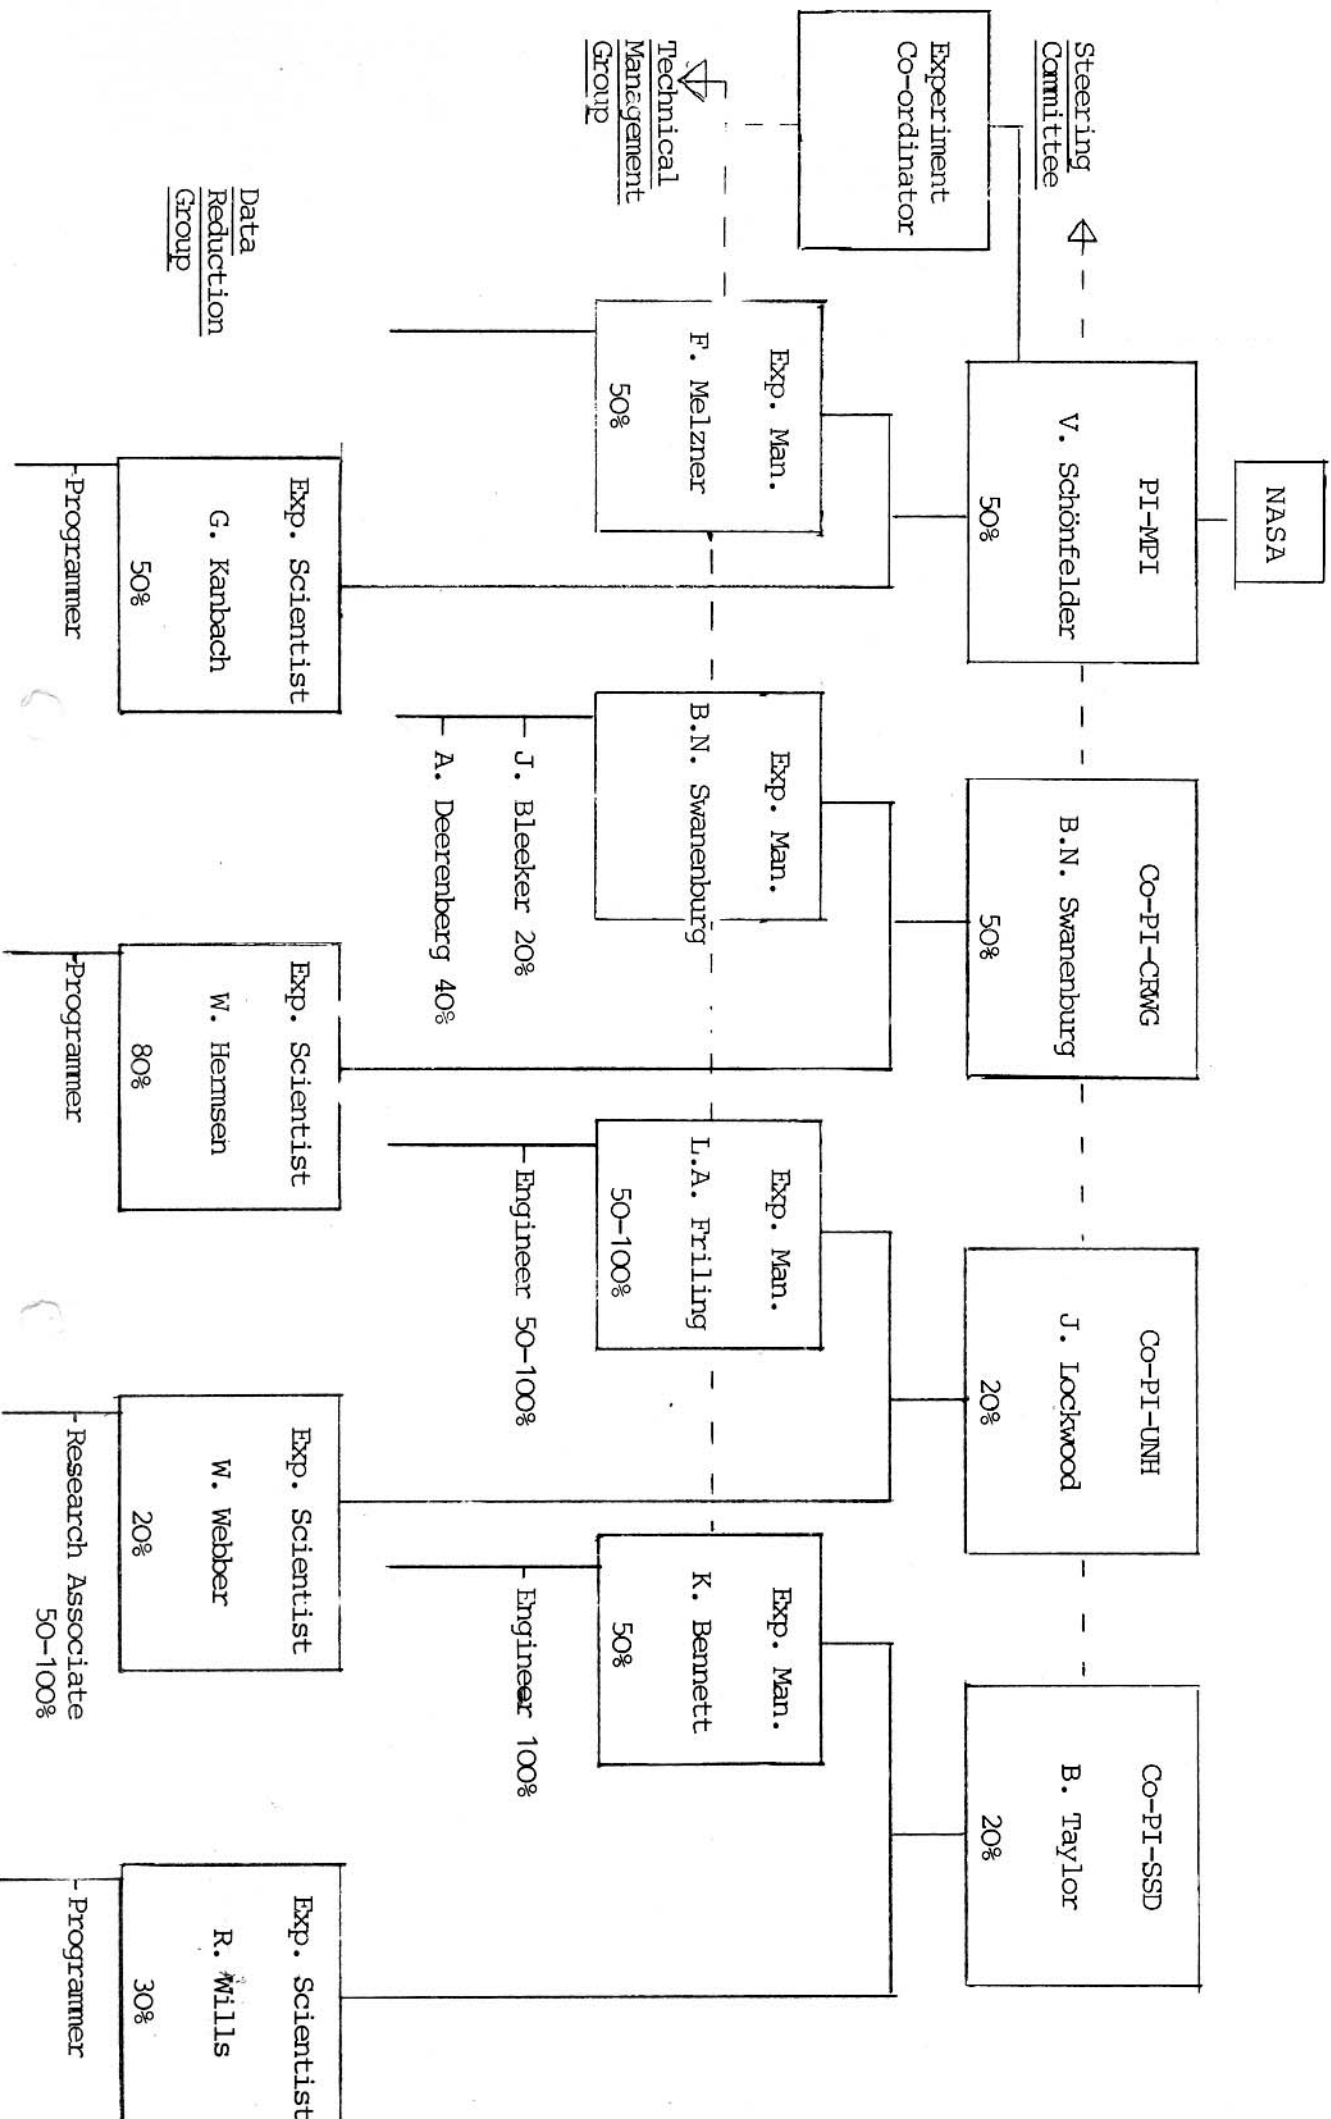 NASA
Steering
Committee
PI-MPI
V. Schönfelder
50%
Co-PI-CRWG
B.N. Swanenburg
50%
Co-PI-UNH
J. Lockwood
20%
Co-PI-SSD
B. Taylor
20%
Experiment
Co-ordinator
Technical
Management
Group
Exp. Man.
F. Melzner
50%
Exp. Man.
B.N. Swanenburg
Exp. Man.
L.A. Friling
50-100%
Exp. Man.
K. Bennett
50%
J. Bleeker 20%
A. Deerenberg 40%
Engineer 50-100%
Engineer 100%
Data
Reduction
Group
Exp. Scientist
G. Kanbach
50%
Exp. Scientist
W. Hermsen
80%
Exp. Scientist
W. Webber
20%
Exp. Scientist
R. Wills
30%
Programmer
Programmer
Research Associate
50-100%
Programmer